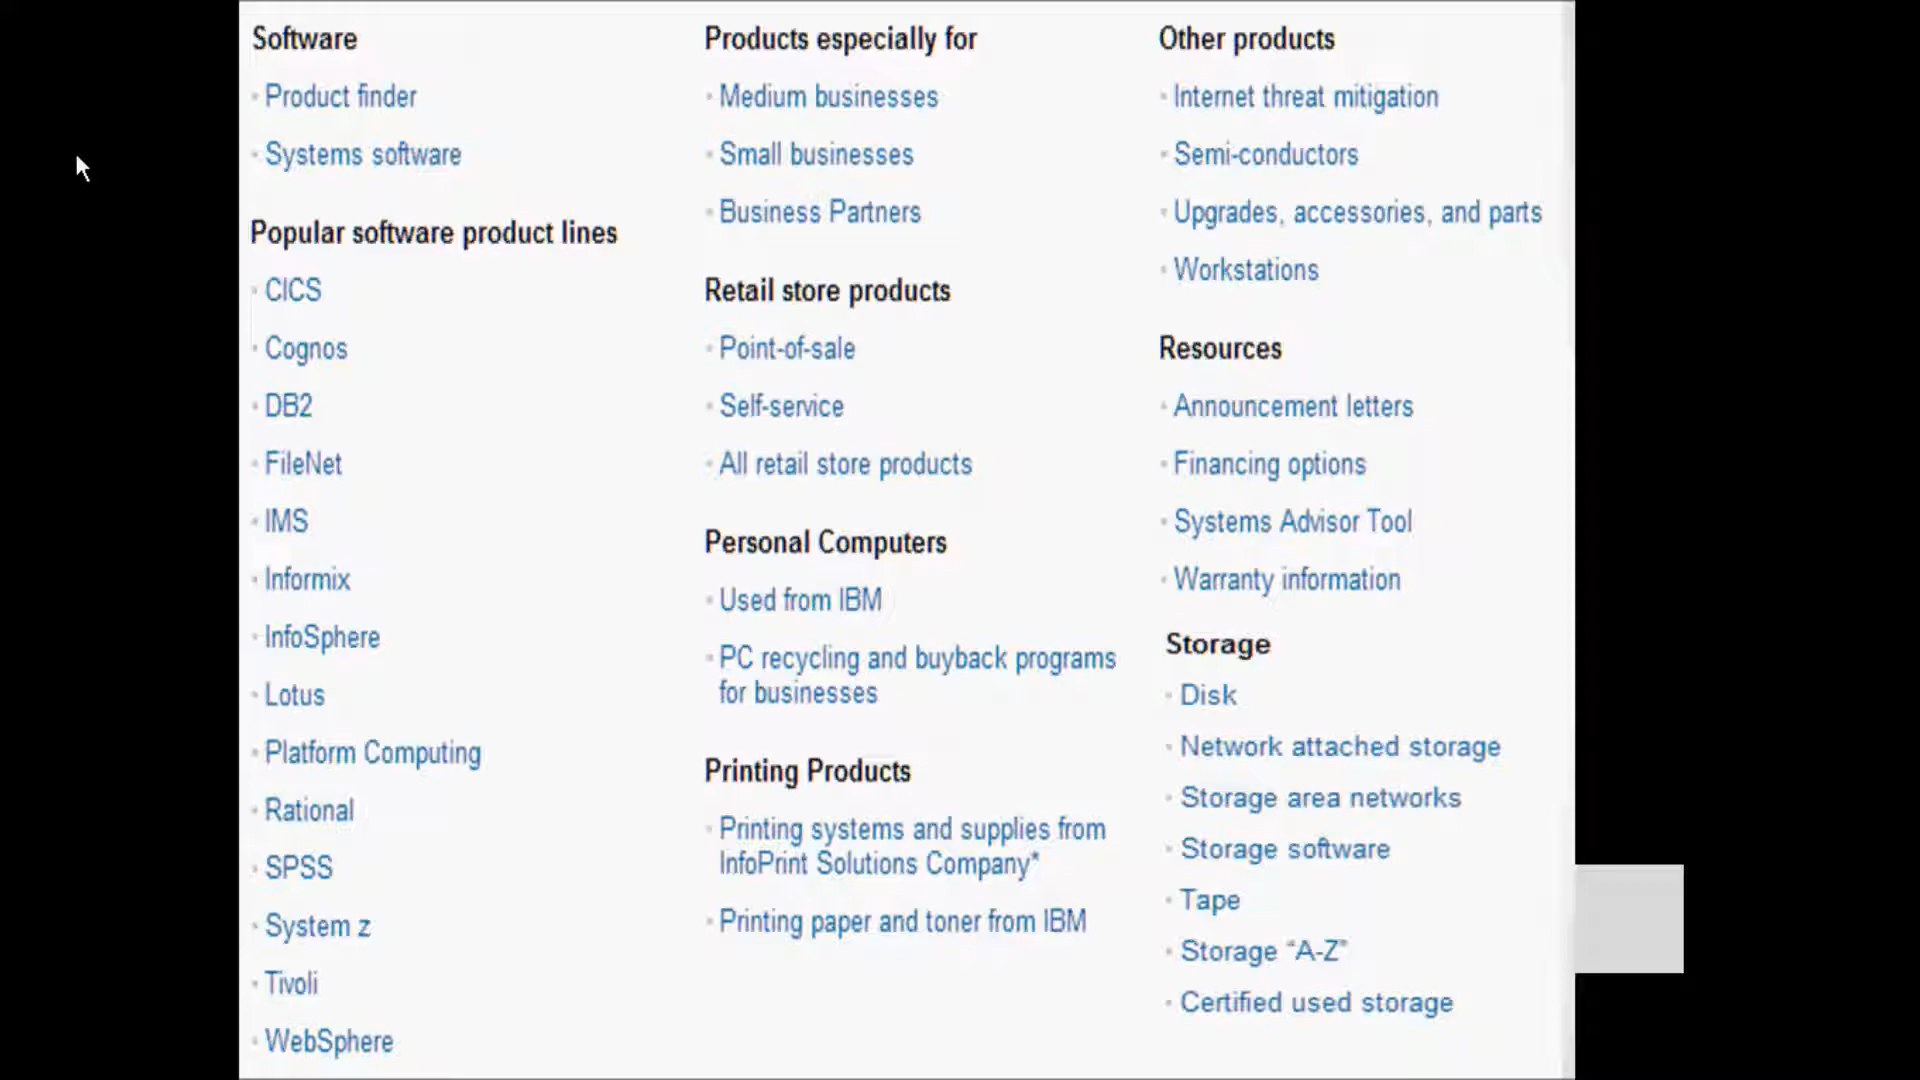 Software
Product finder
Systems software
Popular software product lines
CICS
Cognos
DB2
FileNet
IMS
Informix
InfoSphere
Lotus
Platform Computing
Rational
SPSS
System z
Tivoli
WebSphere
Products especially for
Medium businesses
Small businesses
Business Partners
Retail store products
Point-of-sale
Self-service
All retail store products
Personal Computers
Used from IBM
PC recycling and buyback programs
for businesses
Printing Products
Printing systems and supplies from
InfoPrint Solutions Company*
Printing paper and toner from IBM
Other products
Internet threat mitigation
Semi-conductors
Upgrades, accessories, and parts
Workstations
Resources
Announcement letters
Financing options
Systems Advisor Tool
Warranty information
Storage
Disk
Network attached storage
Storage area networks
Storage software
Tape
Storage “A-Z”
Certified used storage